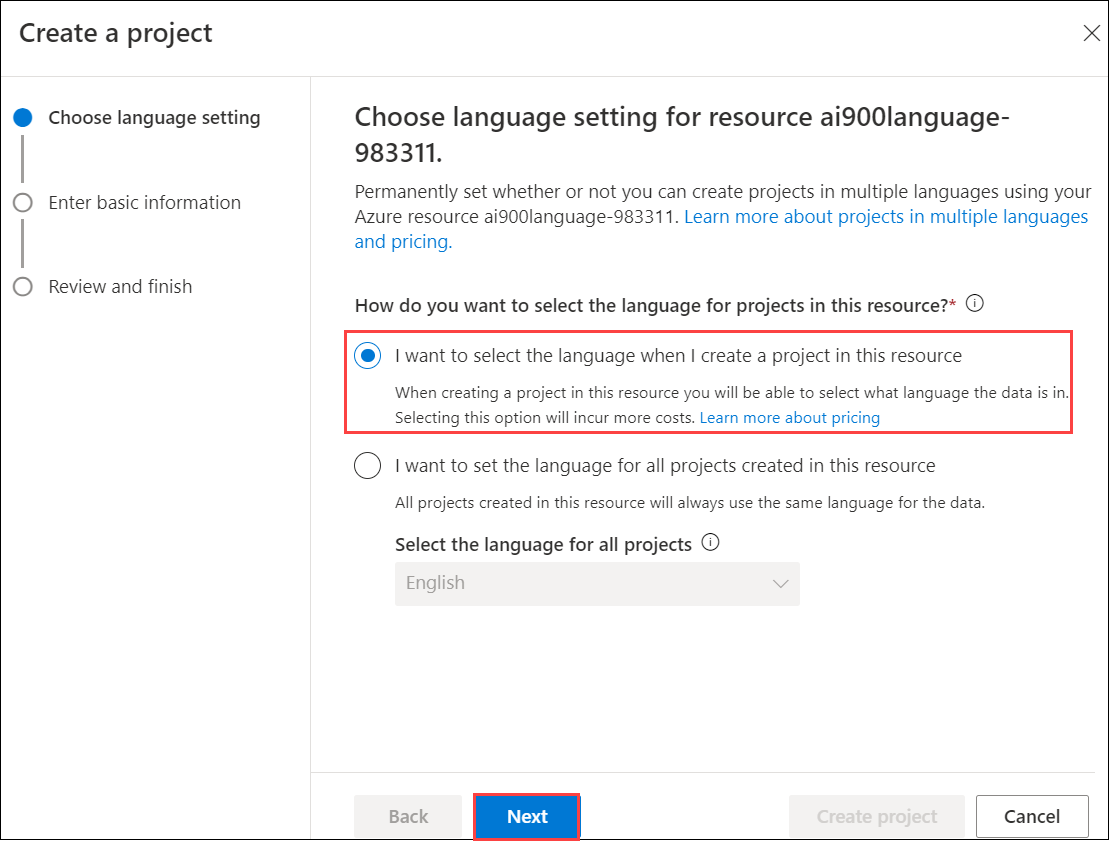 Create a project
Choose language setting
Enter basic information
Review and finish
Choose language setting for resource ai900language-
983311.
Permanently set whether or not you can create projects in multiple languages using your
Azure resource ai900language-983311. Learn more about projects in multiple languages
and pricing.
How do you want to select the language for projects in this resource?*
I want to select the language when I create a project in this resource
When creating a project in this resource you will be able to select what language the data is in.
Selecting this option will incur more costs. Learn more about pricing
I want to set the language for all projects created in this resource
All projects created in this resource will always use the same language for the data.
Select the language for all projects
English
Back
Next
Create project
Cancel